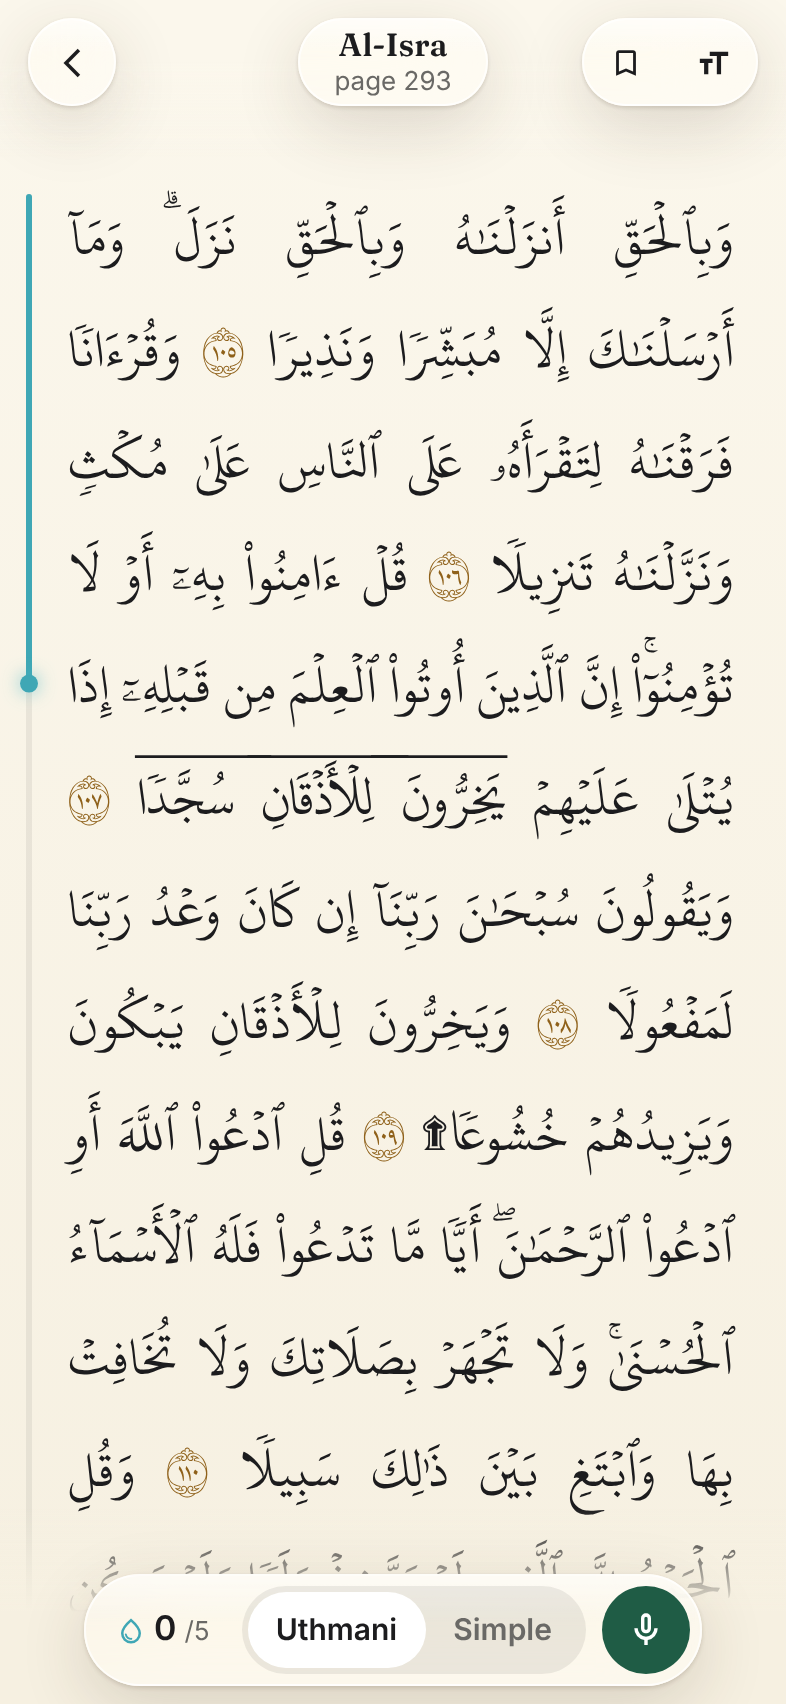 Al-Isra
page 293
وَبِٱلْحَقِّ أَنزَلْنَـٰهُ وَبِٱلْحَقِّ نَزَلَ ۗ وَمَآ
أَرْسَلْنَـٰكَ إِلَّا مُبَشِّرًا وَنَذِيرًا ١٠٥ وَقُرْءَانًا
فَرَقْنَـٰهُ لِتَقْرَأَهُۥ عَلَى ٱلنَّاسِ عَلَىٰ مُكْثٍ
وَنَزَّلْنَـٰهُ تَنزِيلًا ١٠٦ قُلْ ءَامِنُوا۟ بِهِۦٓ أَوْ لَا
تُؤْمِنُوٓا۟ ۚ إِنَّ ٱلَّذِينَ أُوتُوا۟ ٱلْعِلْمَ مِن قَبْلِهِۦٓ إِذَا
يُتْلَىٰ عَلَيْهِمْ يَخِرُّونَ لِلْأَذْقَانِ سُجَّدًا ١٠٧
وَيَقُولُونَ سُبْحَـٰنَ رَبِّنَآ إِن كَانَ وَعْدُ رَبِّنَا
لَمَفْعُولًا ١٠٨ وَيَخِرُّونَ لِلْأَذْقَانِ يَبْكُونَ
وَيَزِيدُهُمْ خُشُوعًا ۩ ١٠٩ قُلِ ٱدْعُوا۟ ٱللَّهَ أَوِ
ٱدْعُوا۟ ٱلرَّحْمَـٰنَ ۖ أَيًّا مَّا تَدْعُوا۟ فَلَهُ ٱلْأَسْمَآءُ
ٱلْحُسْنَىٰ ۚ وَلَا تَجْهَرْ بِصَلَاتِكَ وَلَا تُخَافِتْ
بِهَا وَٱبْتَغِ بَيْنَ ذَٰلِكَ سَبِيلًا ١١٠ وَقُلِ
0 /5 Uthmani Simple